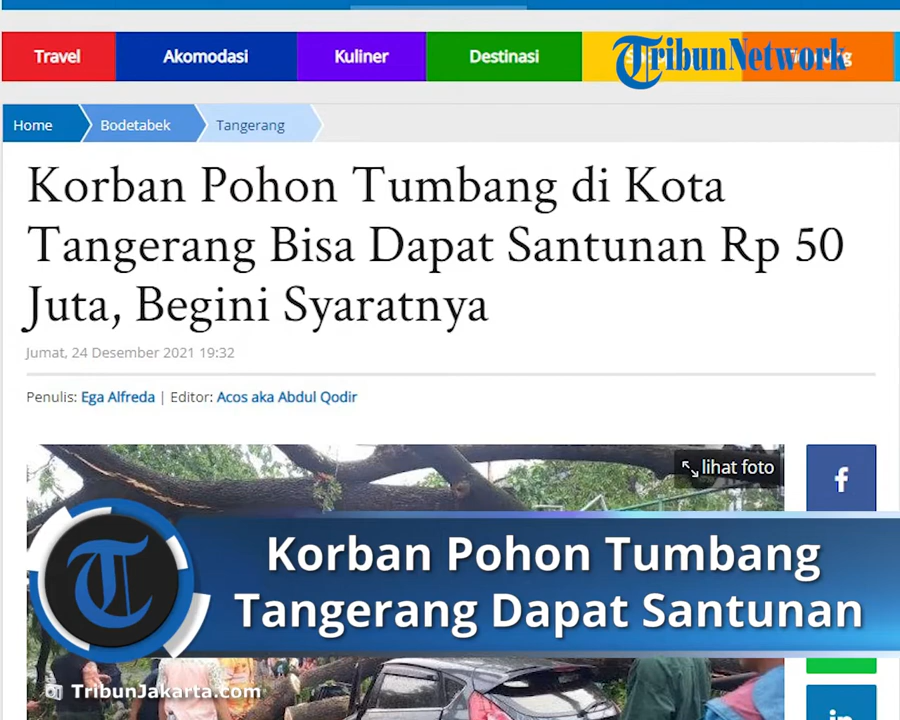 Travel
Akomodasi
Kuliner
Destinasi
TribunNetwork
Home
Bodetabek
Tangerang
Korban Pohon Tumbang di Kota
Tangerang Bisa Dapat Santunan Rp 50
Juta, Begini Syaratnya
Jumat, 24 Desember 2021 19:32
Penulis: Ega Alfreda | Editor: Acos aka Abdul Qodir
lihat foto
f
Korban Pohon Tumbang
Tangerang Dapat Santunan
T
TribunJakarta.com
in